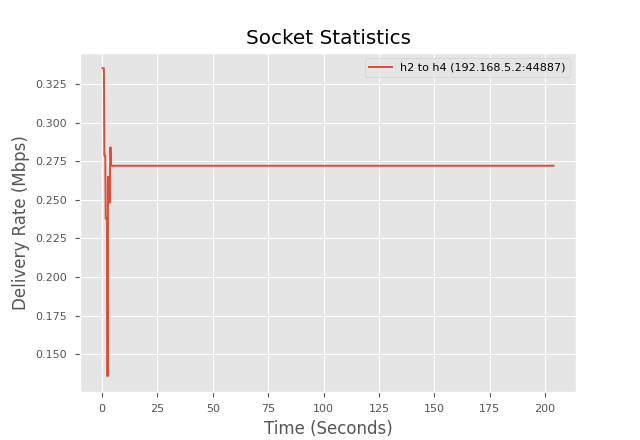 Socket Statistics
h2 to h4 (192.168.5.2:44887)
Delivery Rate (Mbps)
0.325
0.300
0.275
0.250
0.225
0.200
0.175
0.150
0 25 50 75 100 125 150 175 200
Time (Seconds)